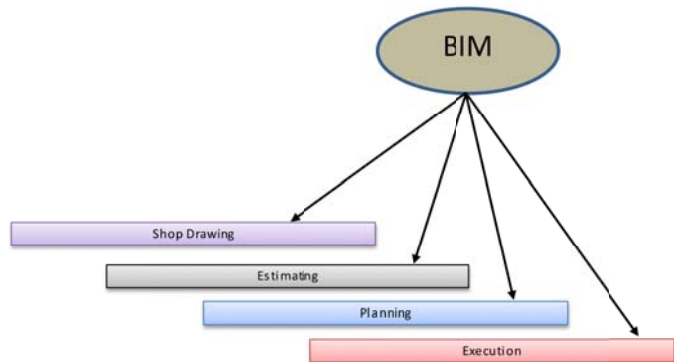 BIM
Shop Drawing
Estimating
Planning
Execution